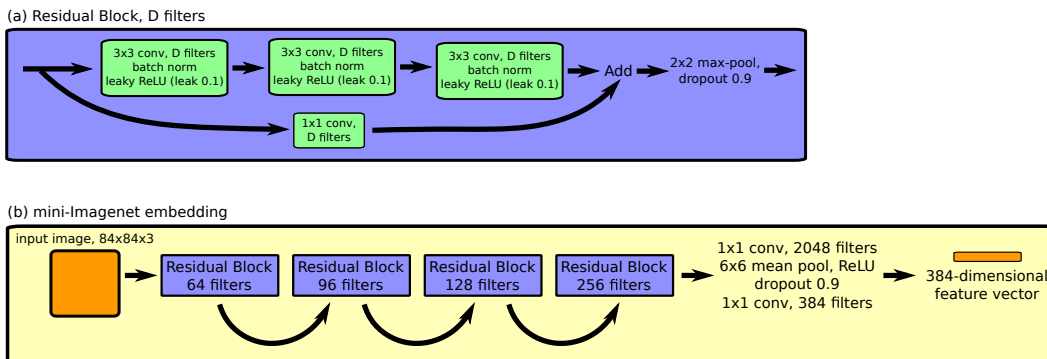 (a) Residual Block, D filters
3x3 conv, D filters
batch norm
leaky ReLU (leak 0.1)
3x3 conv, D filters
batch norm
leaky ReLU (leak 0.1)
3x3 conv, D filters
batch norm
leaky ReLU (leak 0.1)
Add
2x2 max-pool,
dropout 0.9
1x1 conv,
D filters
(b) mini-Imagenet embedding
input image, 84x84x3
Residual Block
64 filters
Residual Block
96 filters
Residual Block
128 filters
Residual Block
256 filters
1x1 conv, 2048 filters
6x6 mean pool, ReLU
dropout 0.9
1x1 conv, 384 filters
384-dimensional
feature vector